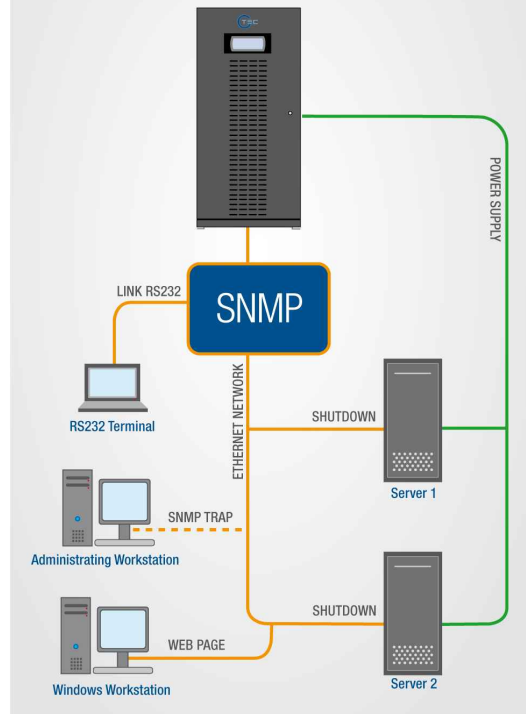 TEC
POWER SUPPLY
LINK RS232
SNMP
RS232 Terminal
ETHERNET NETWORK
SHUTDOWN
Server 1
SNMP TRAP
Administrating Workstation
SHUTDOWN
WEB PAGE
Server 2
Windows Workstation